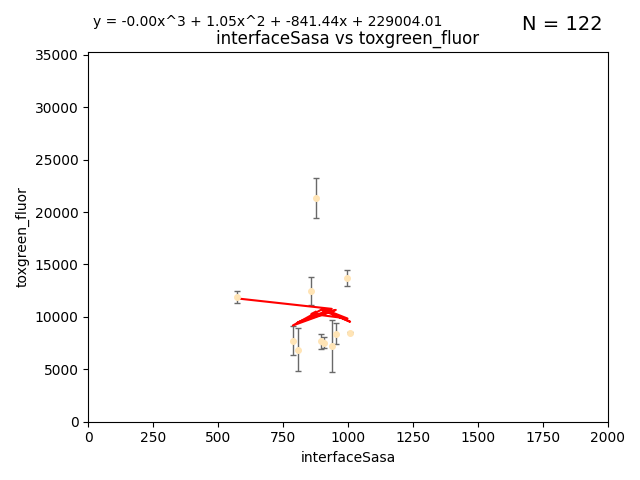 y = -0.00x^3 + 1.05x^2 + -841.44x + 229004.01
N = 122
interfaceSasa vs toxgreen_fluor
35000
30000
25000
20000
15000
10000
5000
0
toxgreen_fluor
0 250 500 750 1000 1250 1500 1750 2000
interfaceSasa